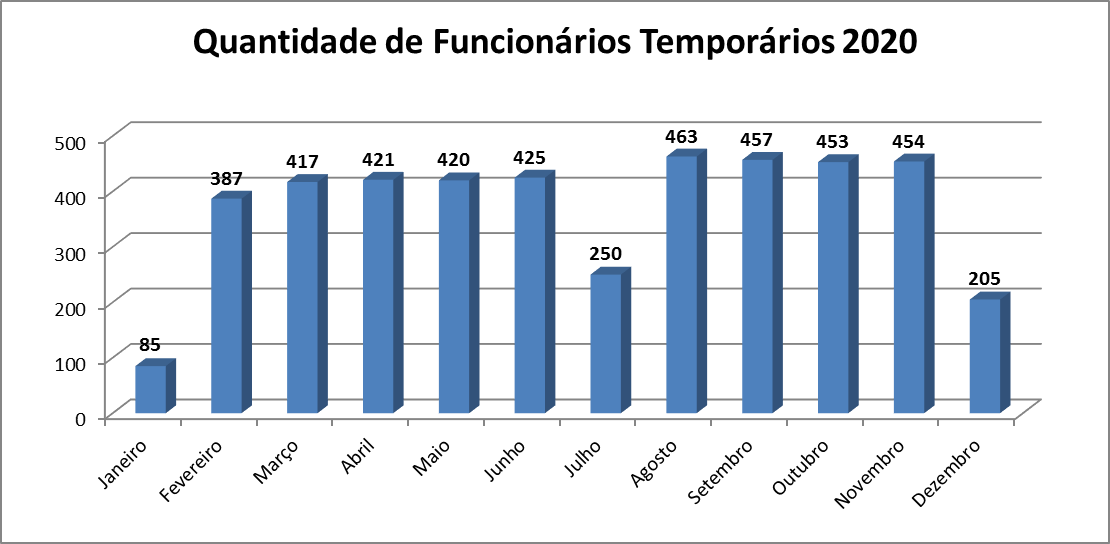 Quantidade de Funcionários Temporários 2020
500
400
300
200
100
0
85
387
417
421
420
425
250
463
457
453
454
205
Janeiro
Fevereiro
Março
Abril
Maio
Junho
Julho
Agosto
Setembro
Outubro
Novembro
Dezembro